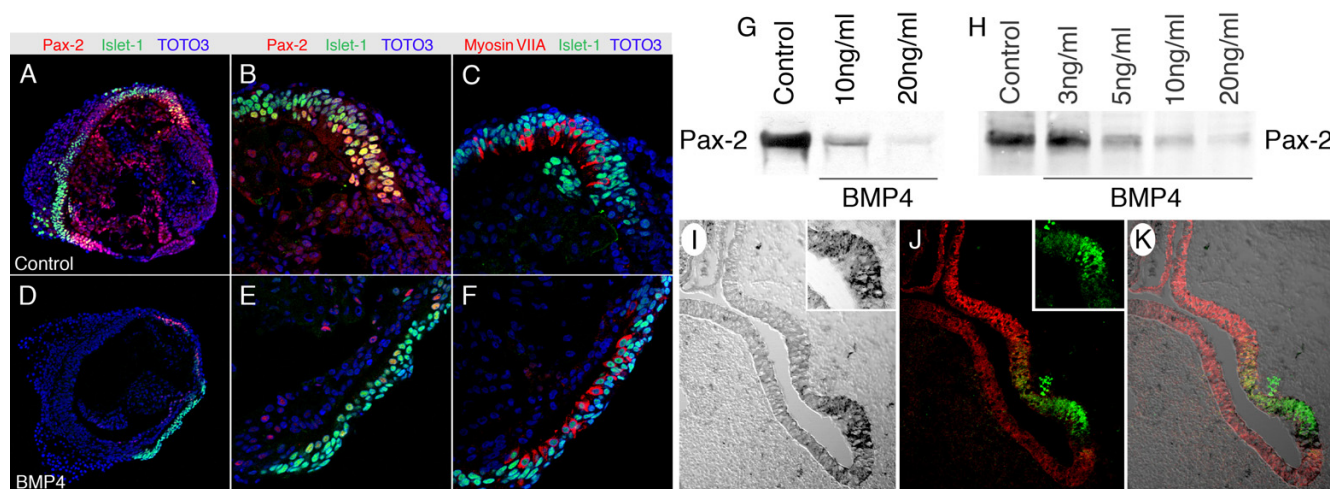 Pax-2 Islet-1 TOTO3 Pax-2 Islet-1 TOTO3 Myosin VIIA Islet-1 TOTO3
A B C
Control
D E F
BMP4
G H
Control 10ng/ml 20ng/ml Control 3ng/ml 5ng/ml 10ng/ml 20ng/ml
Pax-2 Pax-2
BMP4 BMP4
I J K